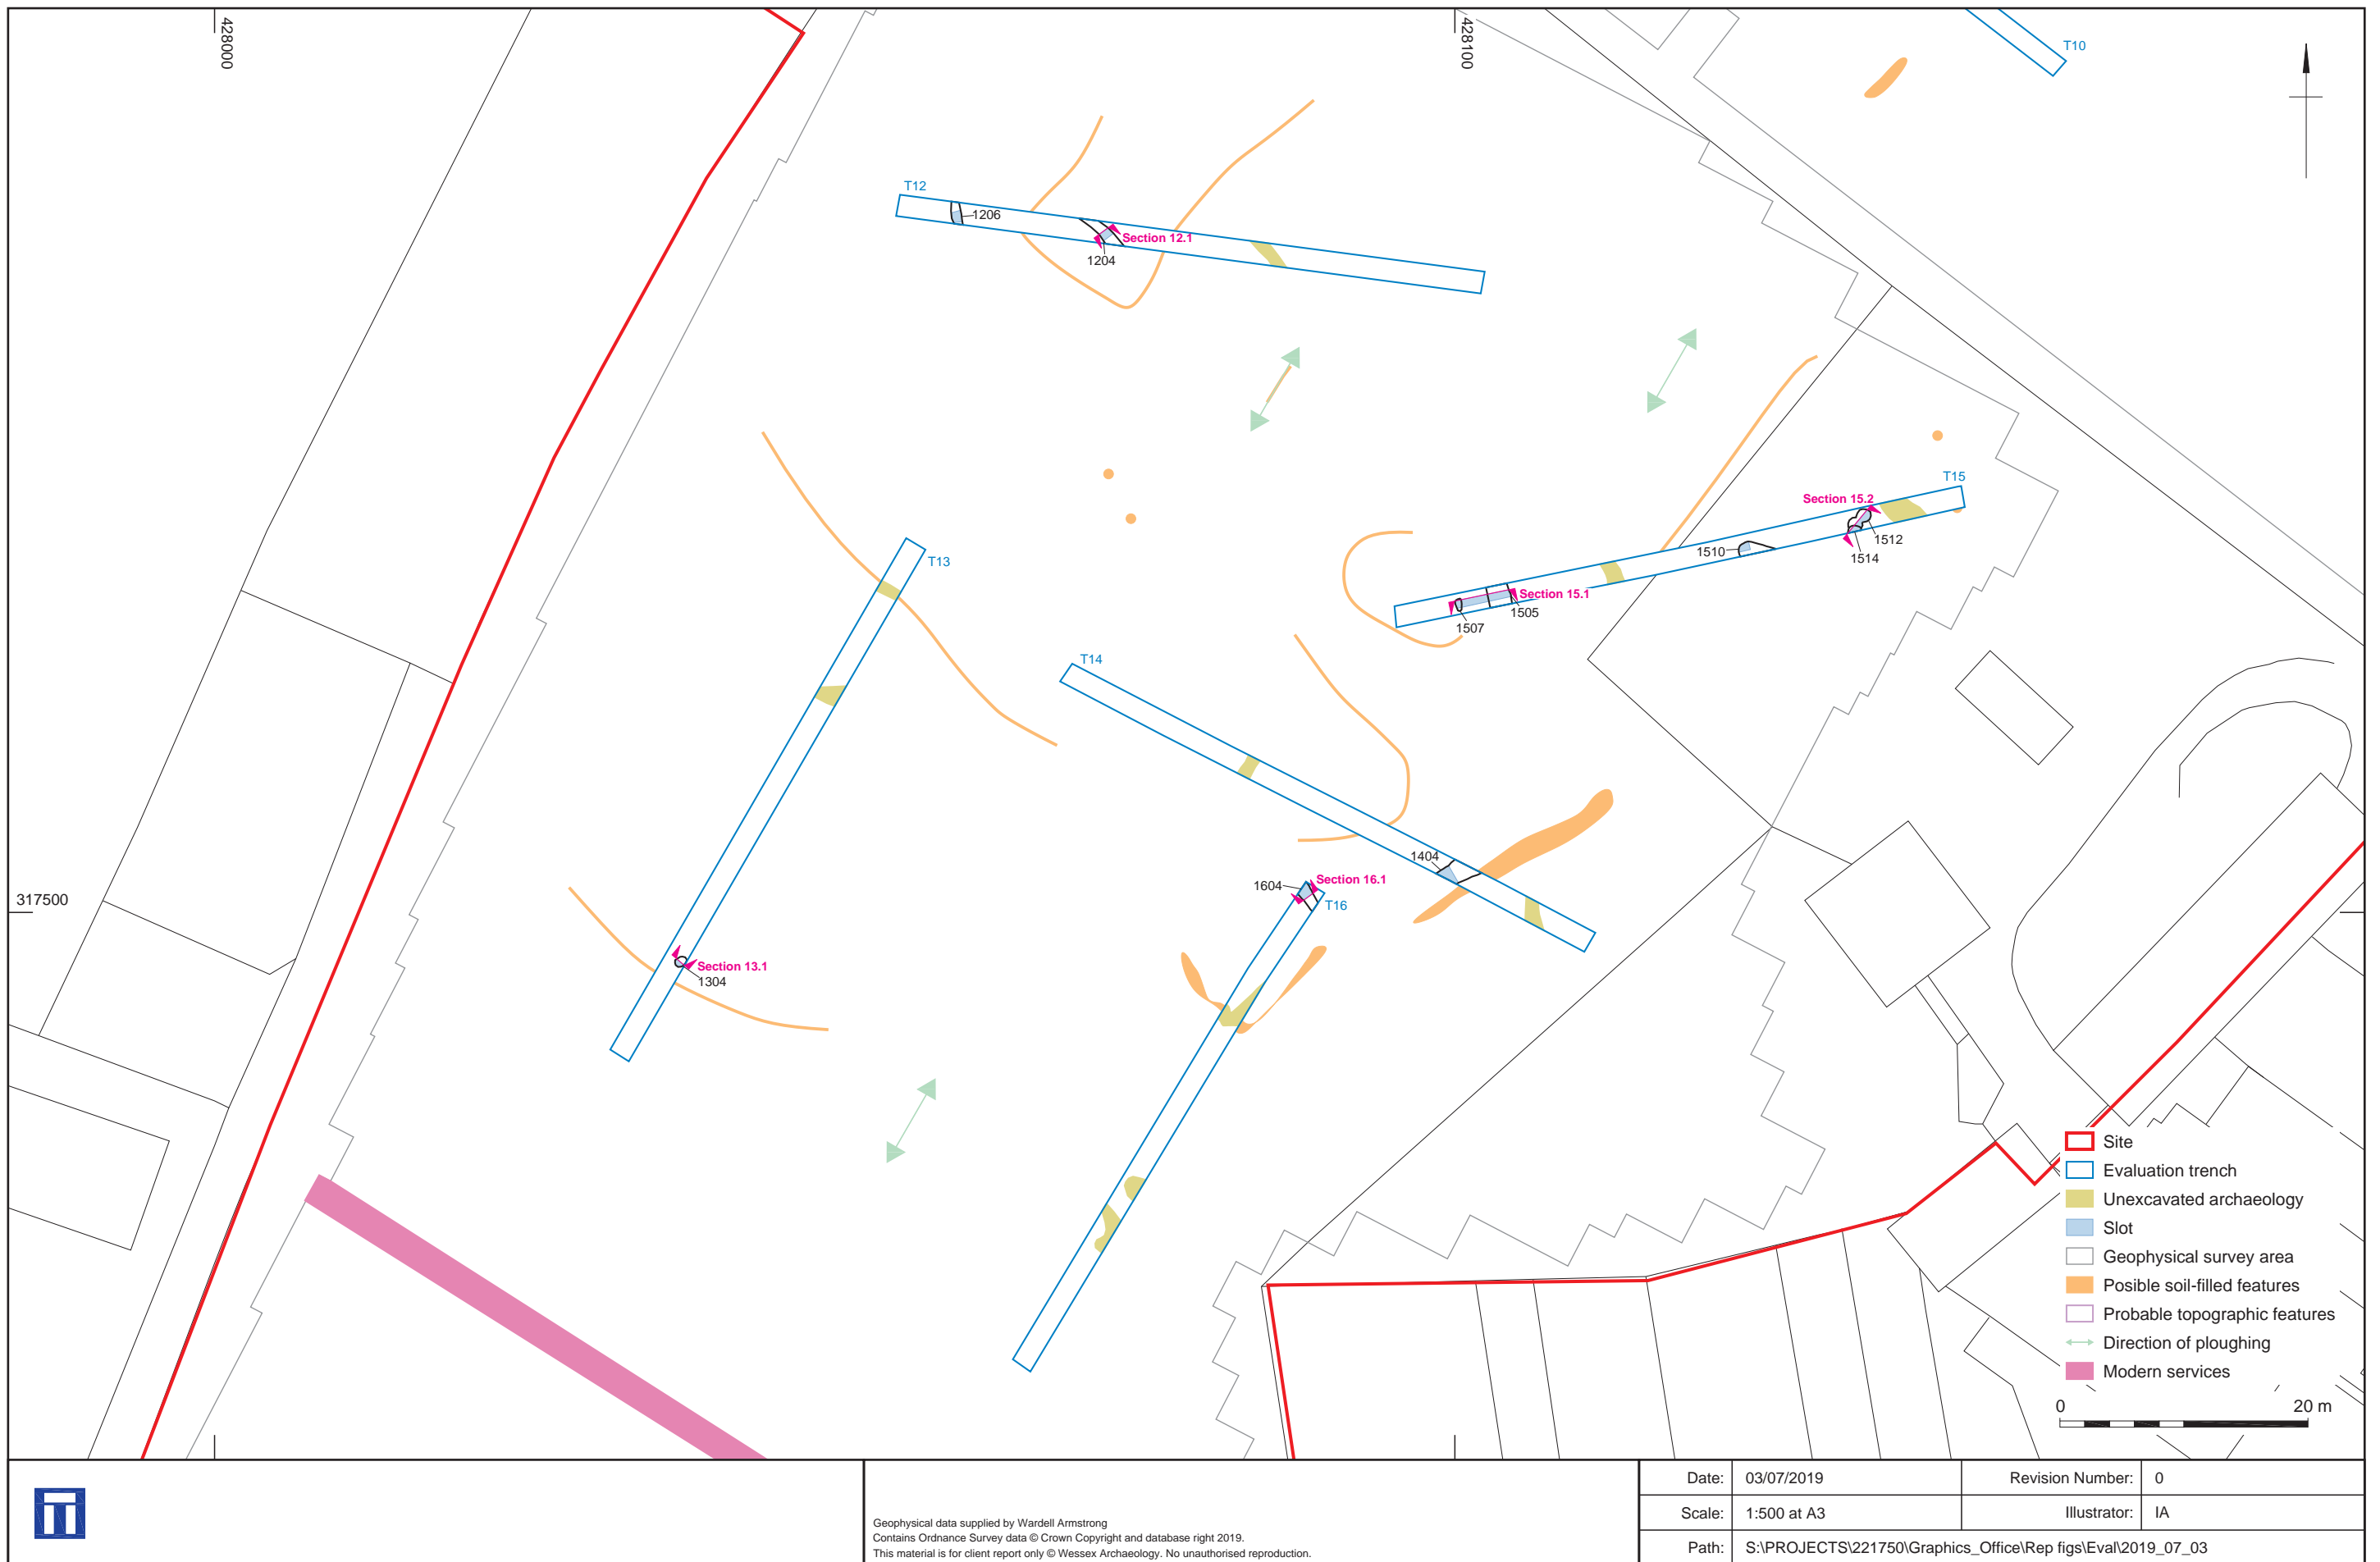 428000
428100
T10
T12
1206
Section 12.1
1204
T15
Section 15.2
1512
1510
1514
T13
Section 15.1
1505
1507
T14
1404
Section 16.1
1604
T16
317500
Section 13.1
1304
Site
Evaluation trench
Unexcavated archaeology
Slot
Geophysical survey area
Posible soil-filled features
Probable topographic features
Direction of ploughing
Modern services
0 20 m
Geophysical data supplied by Wardell Armstrong
Contains Ordnance Survey data © Crown Copyright and database right 2019.
This material is for client report only © Wessex Archaeology. No unauthorised reproduction.
Date: 03/07/2019 Revision Number: 0
Scale: 1:500 at A3 Illustrator: IA
Path: S:\PROJECTS\221750\Graphics_Office\Rep figs\Eval\2019_07_03